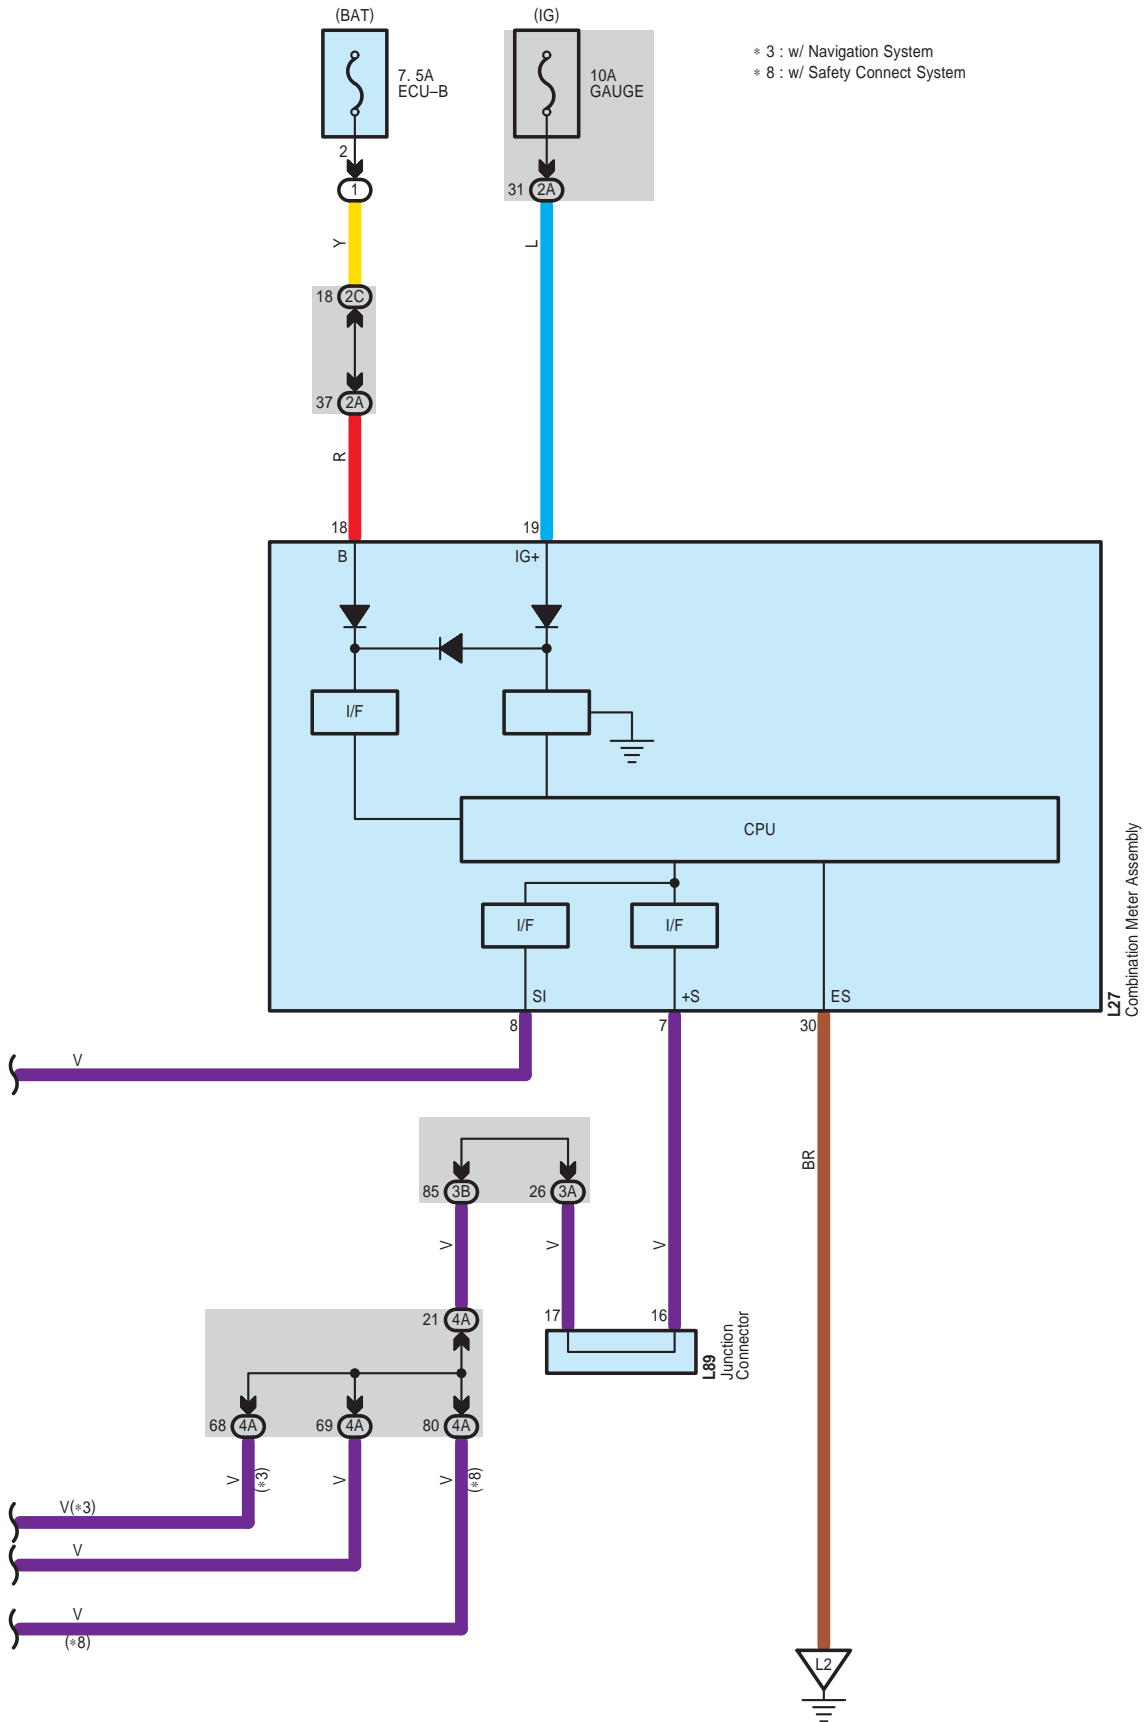 (BAT)
(IG)
∗ 3 : w/ Navigation System
∗ 8 : w/ Safety Connect System
7. 5A
ECU–B
10A
GAUGE
2
1
31
2A
Y
L
18
2C
37
2A
R
18
19
B
IG+
I/F
CPU
I/F
I/F
SI
+S
ES
L27
Combination Meter Assembly
8
7
30
V
BR
85
3B
26
3A
V
V
V
21
4A
17
16
L89
Junction
Connector
68
4A
69
4A
80
4A
V
(∗3)
V
V
(∗8)
V(∗3)
V
V
(∗8)
L2